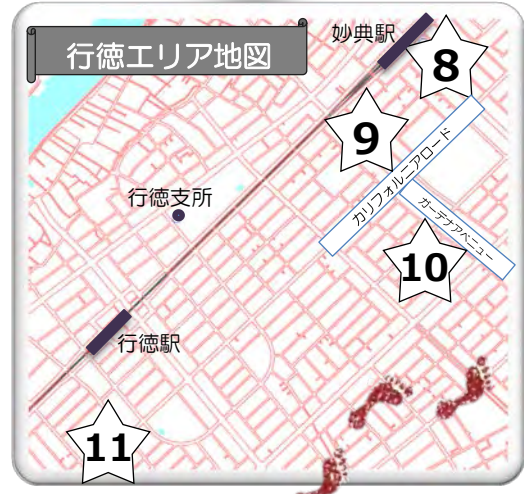 行徳エリア地図
妙典駅
8
9
カリフォルニアロード
ガーデナアベニュー
行徳支所
10
行徳駅
11